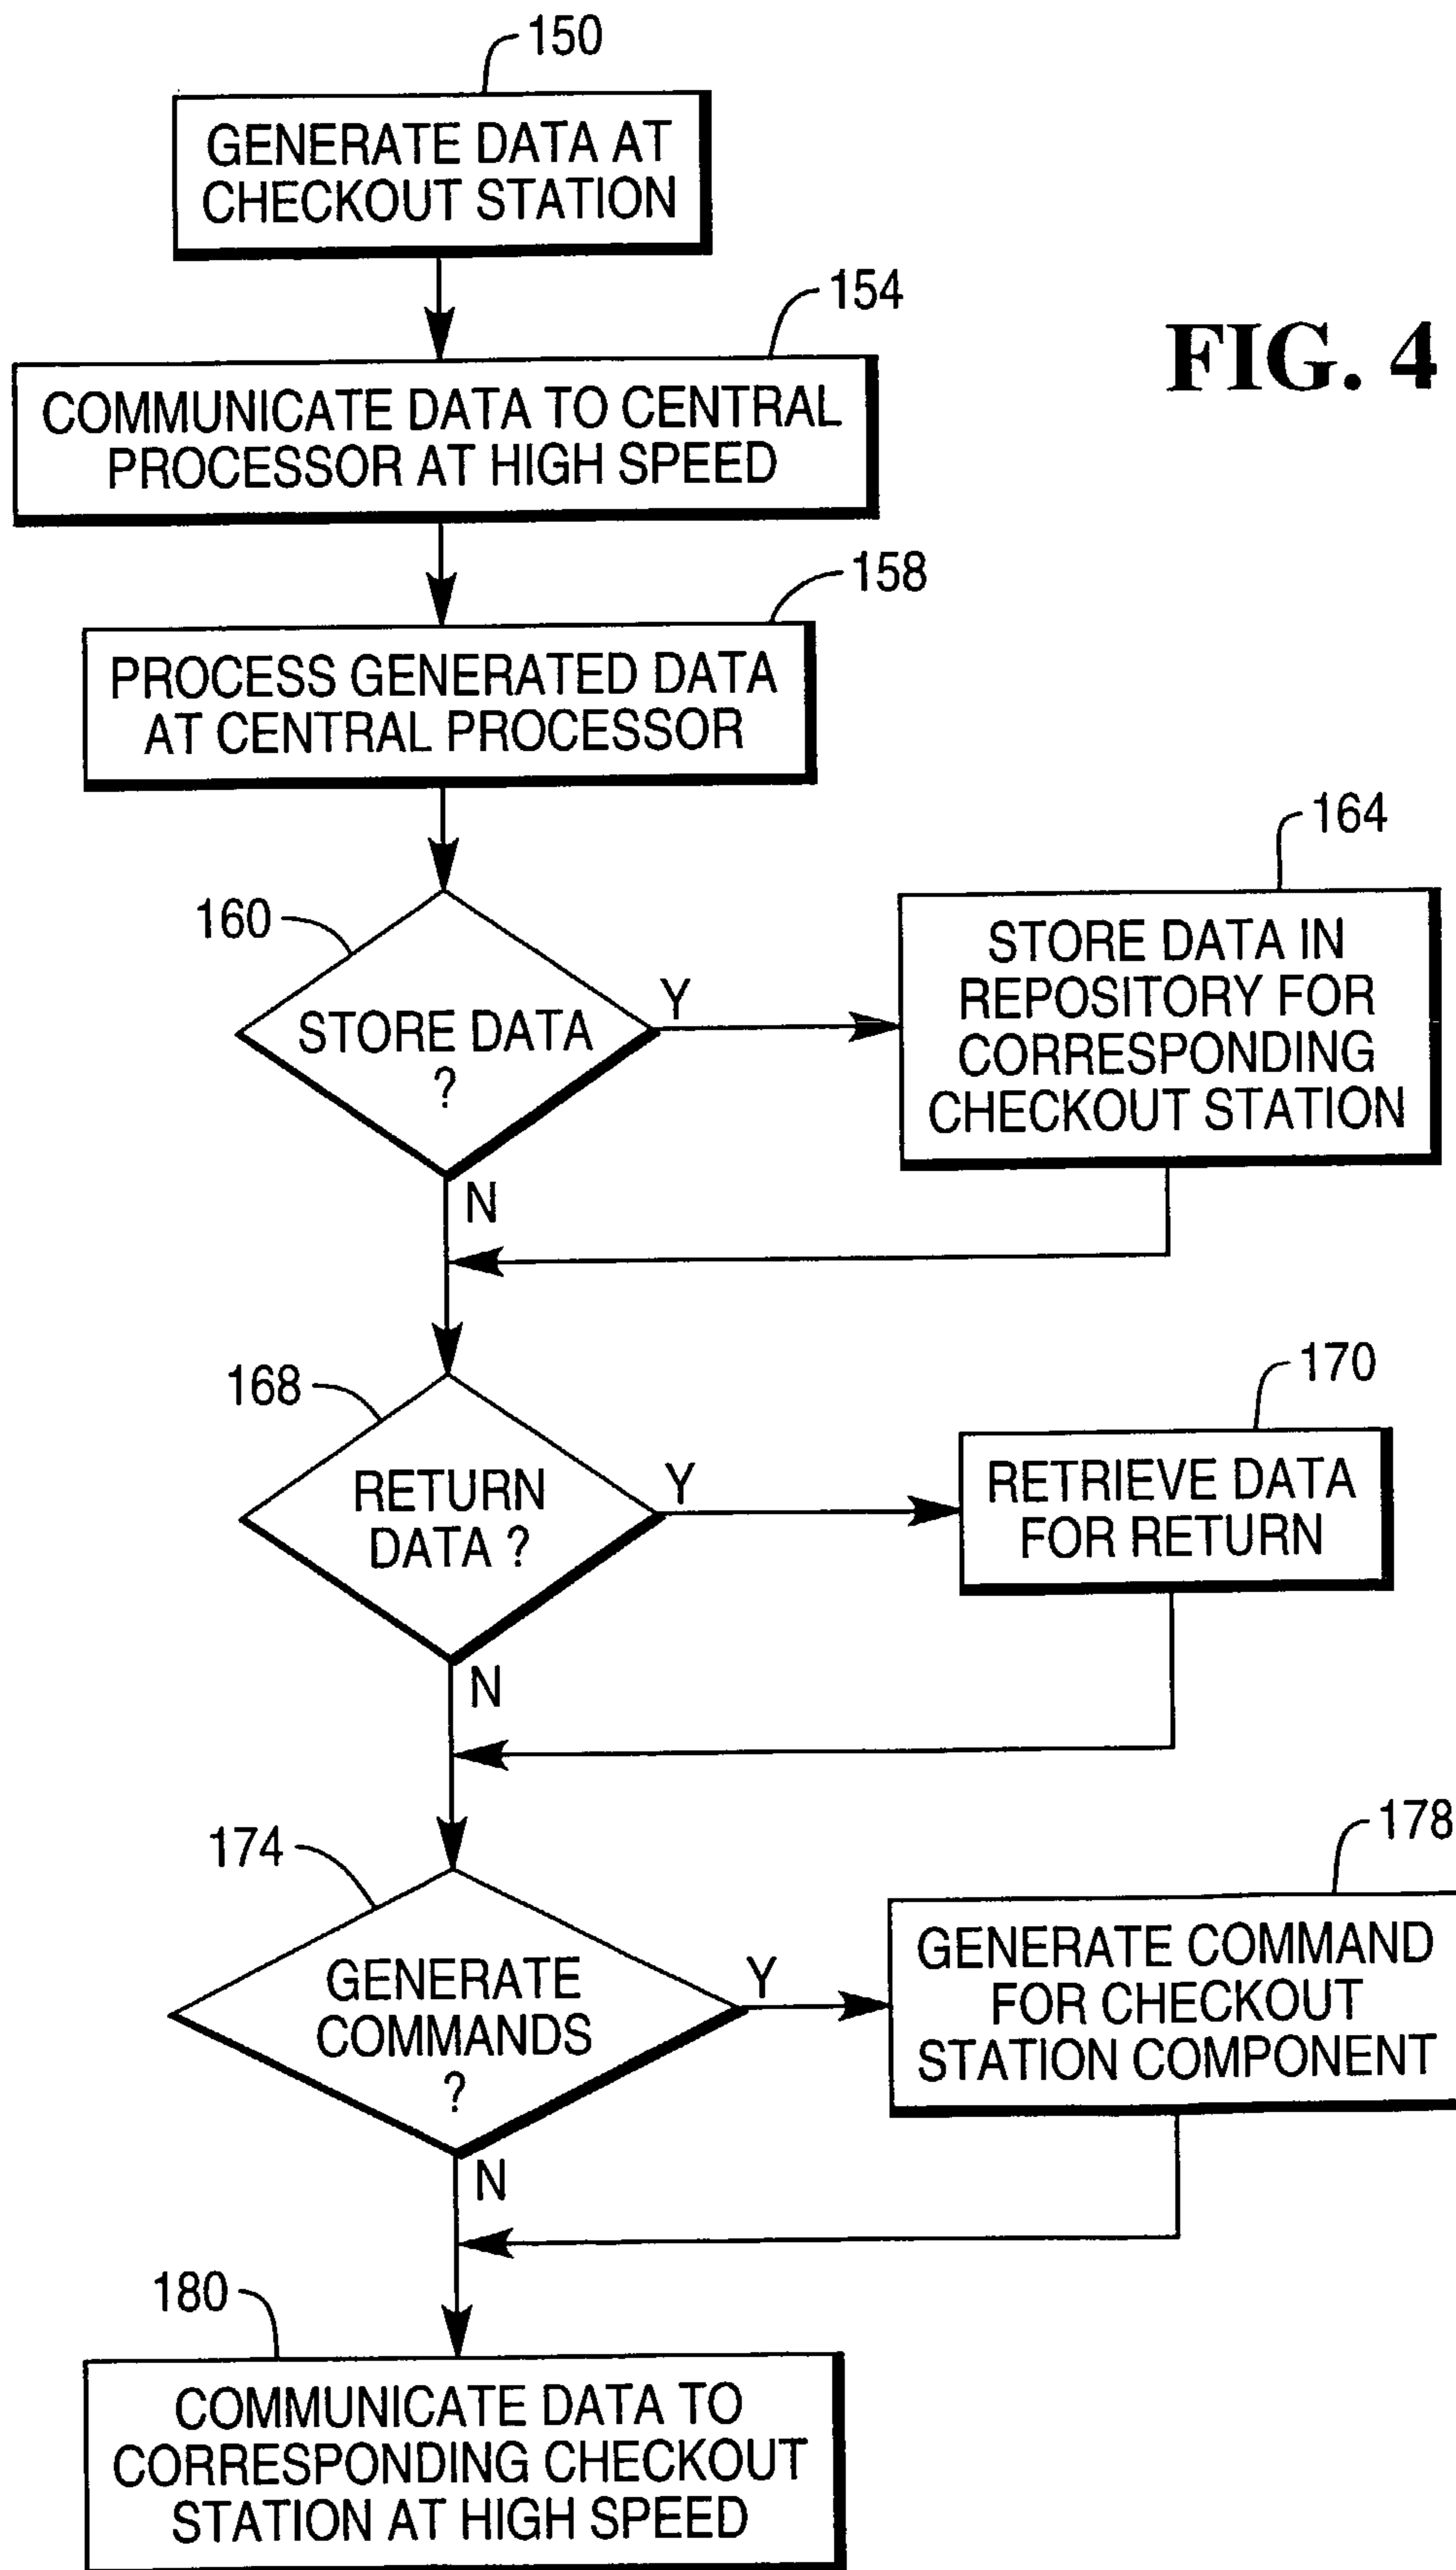 150
GENERATE DATA AT
CHECKOUT STATION
154
FIG. 4
COMMUNICATE DATA TO CENTRAL
PROCESSOR AT HIGH SPEED
158
PROCESS GENERATED DATA
AT CENTRAL PROCESSOR
160
STORE DATA
?
Y
N
164
STORE DATA IN
REPOSITORY FOR
CORRESPONDING
CHECKOUT STATION
168
RETURN
DATA ?
Y
N
170
RETRIEVE DATA
FOR RETURN
174
GENERATE
COMMANDS
?
Y
N
178
GENERATE COMMAND
FOR CHECKOUT
STATION COMPONENT
180
COMMUNICATE DATA TO
CORRESPONDING CHECKOUT
STATION AT HIGH SPEED